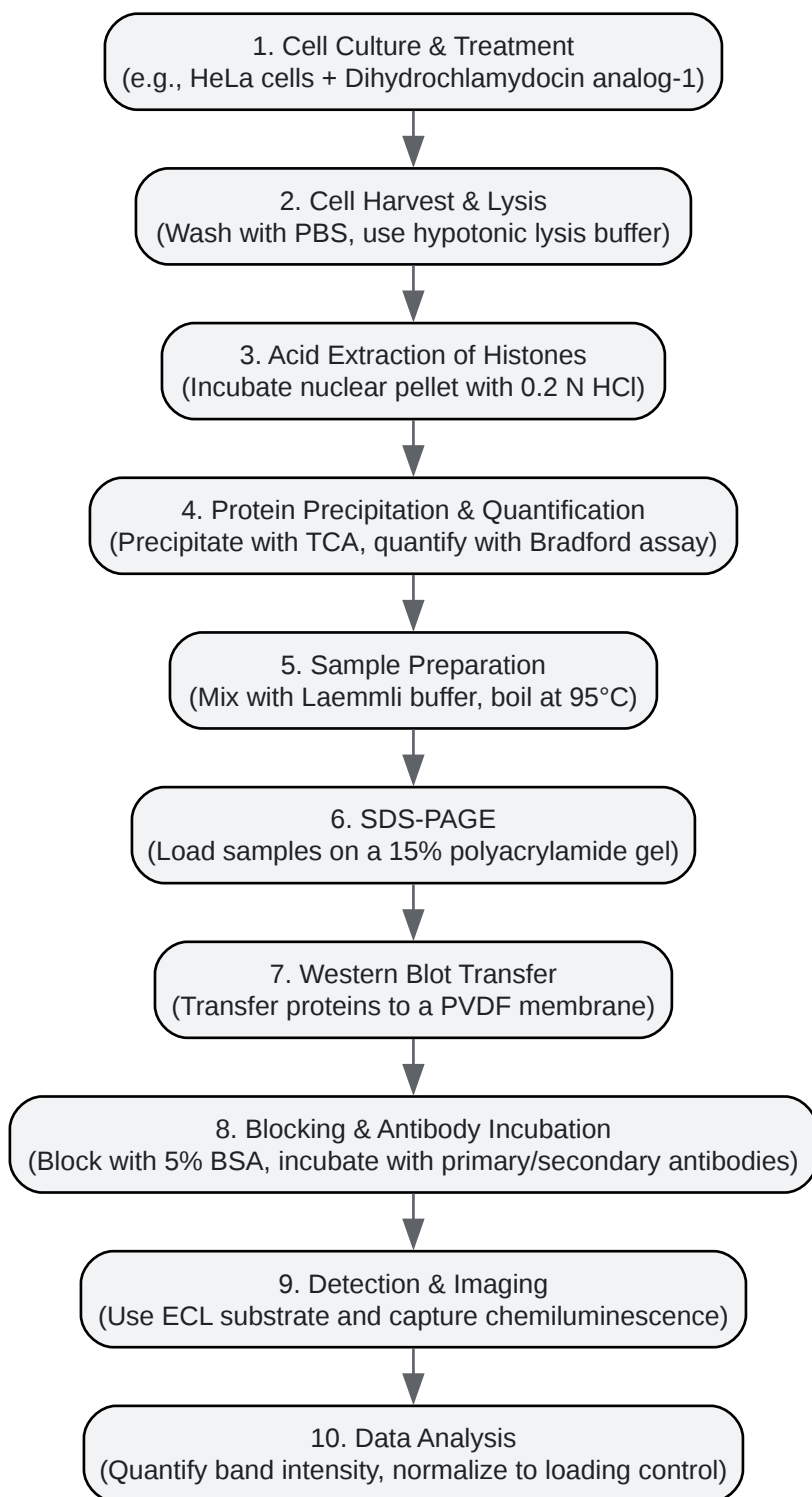 1. Cell Culture & Treatment
(e.g., HeLa cells + Dihydrochlamydocin analog-1)
2. Cell Harvest & Lysis
(Wash with PBS, use hypotonic lysis buffer)
3. Acid Extraction of Histones
(Incubate nuclear pellet with 0.2 N HCl)
4. Protein Precipitation & Quantification
(Precipitate with TCA, quantify with Bradford assay)
5. Sample Preparation
(Mix with Laemmli buffer, boil at 95°C)
6. SDS-PAGE
(Load samples on a 15% polyacrylamide gel)
7. Western Blot Transfer
(Transfer proteins to a PVDF membrane)
8. Blocking & Antibody Incubation
(Block with 5% BSA, incubate with primary/secondary antibodies)
9. Detection & Imaging
(Use ECL substrate and capture chemiluminescence)
10. Data Analysis
(Quantify band intensity, normalize to loading control)